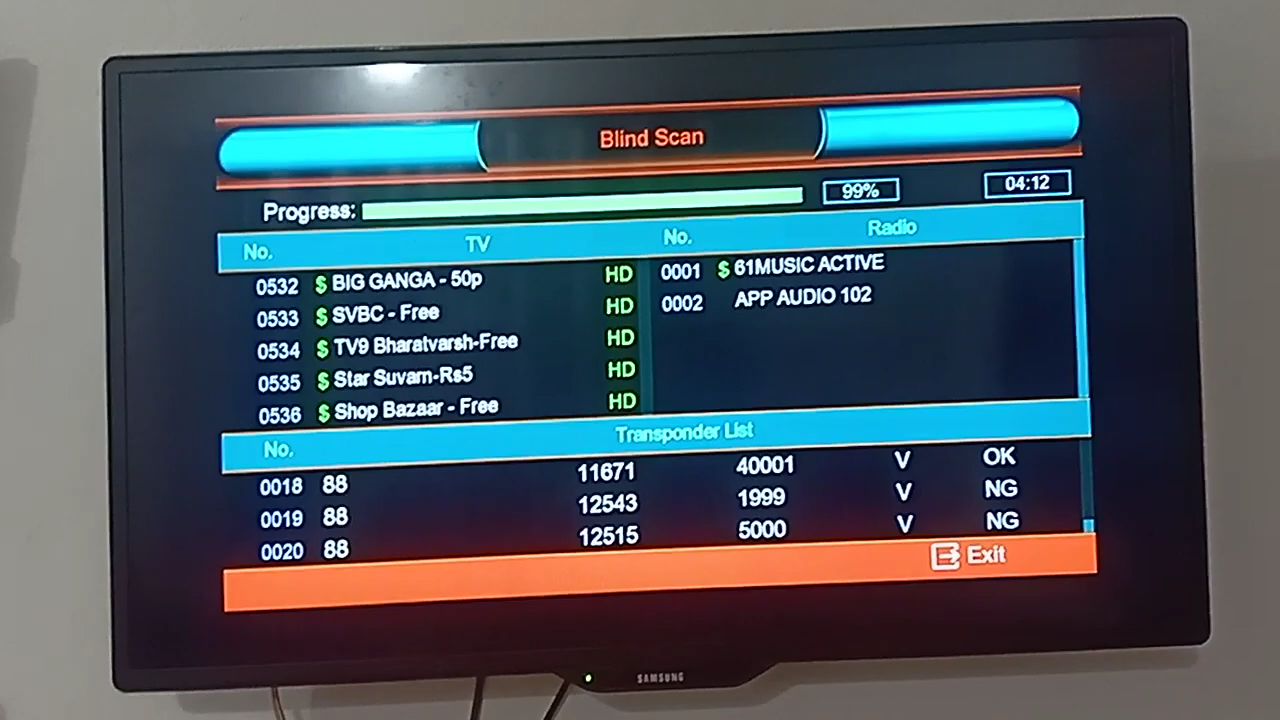 Blind Scan
Progress: 99% 04:12
No. TV No. Radio
0532 $ BIG GANGA - 50p HD 0001 $ 61MUSIC ACTIVE
0533 $ SVBC - Free HD 0002 APP AUDIO 102
0534 $ TV9 Bharatvarsh-Free HD
0535 $ Star Suvarn-Rs5 HD
0536 $ Shop Bazaar - Free HD
No. Transponder List
0018 88 11671 40001 V OK
0019 88 12543 1999 V NG
0020 88 12515 5000 V NG
Exit
SAMSUNG